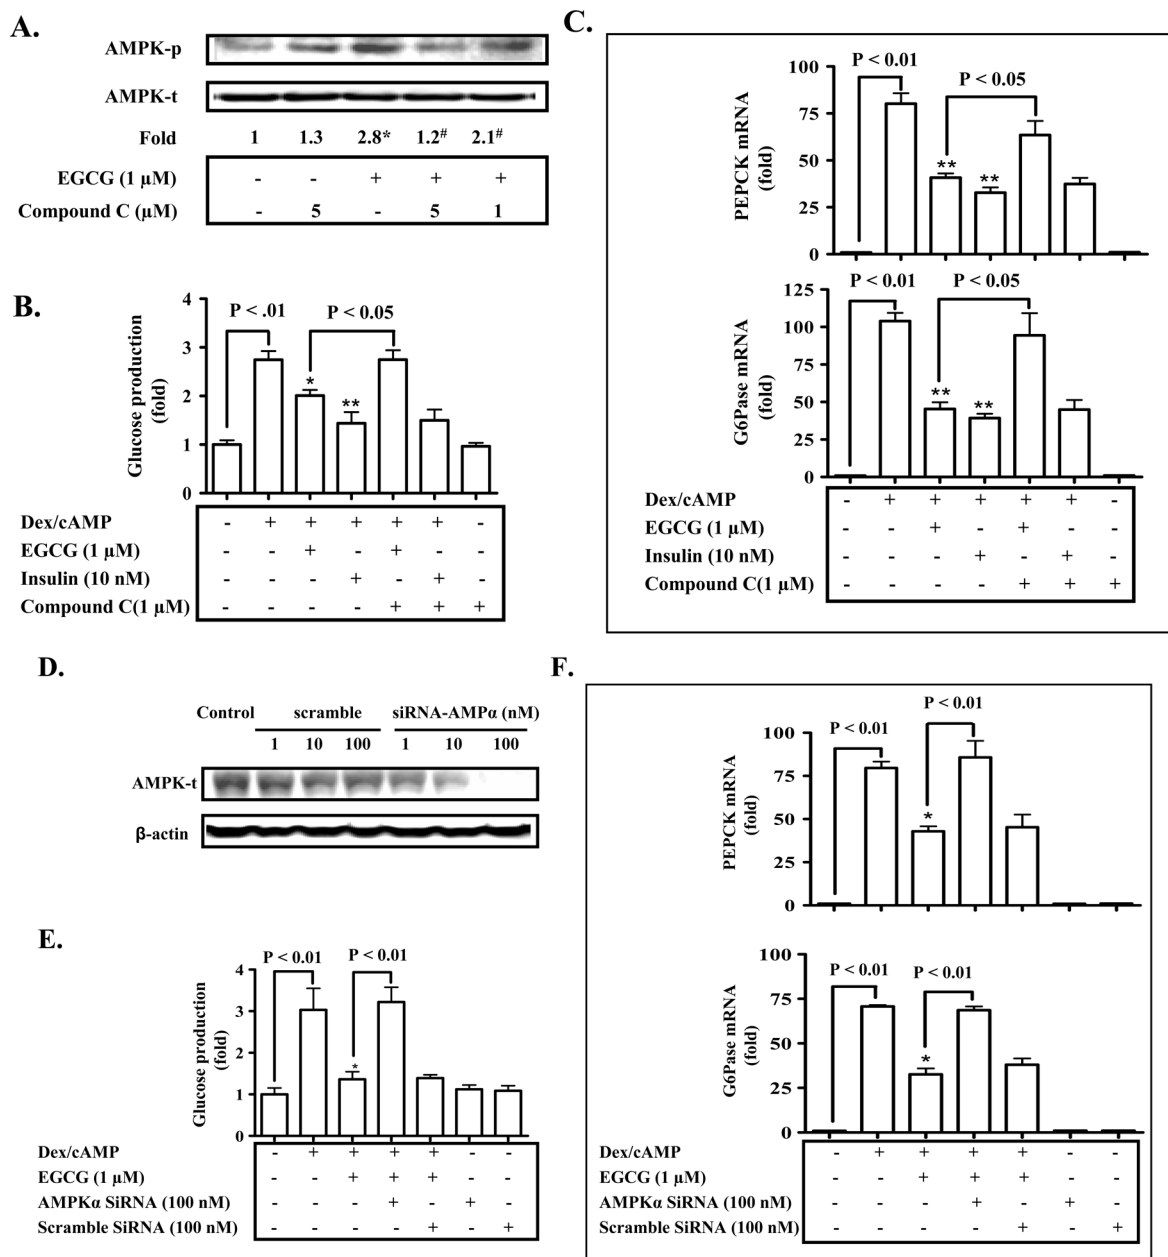 A.
AMPK-p
AMPK-t
Fold 1 1.3 2.8* 1.2# 2.1#
EGCG (1 µM) - - + + +
Compound C (µM) - 5 - 5 1
B.
Glucose production
(fold)
4
3
2
1
0
P < .01
P < 0.05
*
**
Dex/cAMP - + + + + + -
EGCG (1 µM) - - + - + - -
Insulin (10 nM) - - - + - + -
Compound C(1 µM) - - - - + + +
C.
PEPCK mRNA
(fold)
100
75
50
25
0
P < 0.01
P < 0.05
**
**
G6Pase mRNA
(fold)
125
100
75
50
25
0
P < 0.01
P < 0.05
**
**
Dex/cAMP - + + + + + -
EGCG (1 µM) - - + - + - -
Insulin (10 nM) - - - + - + -
Compound C(1 µM) - - - - + + +
D.
Control scramble siRNA-AMPα (nM)
1 10 100 1 10 100
AMPK-t
β-actin
E.
Glucose production
(fold)
4
3
2
1
0
P < 0.01
P < 0.01
*
Dex/cAMP - + + + + - -
EGCG (1 µM) - - + + + - -
AMPKα SiRNA (100 nM) - - - + - + -
Scramble SiRNA (100 nM) - - - - + - +
F.
PEPCK mRNA
(fold)
100
75
50
25
0
P < 0.01
P < 0.01
*
G6Pase mRNA
(fold)
100
75
50
25
0
P < 0.01
P < 0.01
*
Dex/cAMP - + + + + - -
EGCG (1 µM) - - + + + - -
AMPKα SiRNA (100 nM) - - - + - + -
Scramble SiRNA (100 nM) - - - - + - +